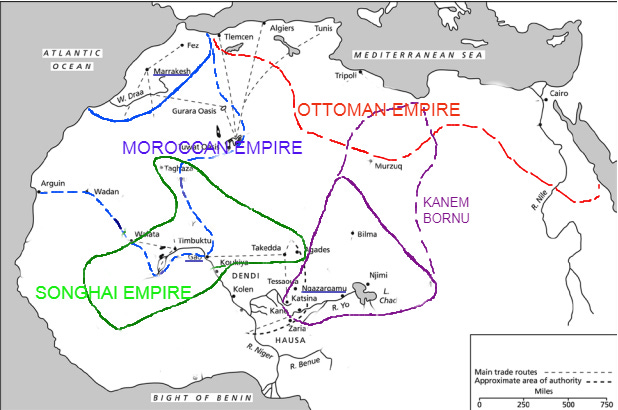 Algiers
Tunis
Tlemcen
Fez
ATLANTIC
OCEAN
MEDITERRANEAN SEA
Marrakesh
Tripoli
W. Draa
Cairo
Gurara Oasis
OTTOMAN EMPIRE
MOROCCAN EMPIRE
Murzuq
Taghaza
Arguin
Wadan
KANEM
BORNU
R. Nile
Walata
Timbuktu
Bilma
Takedda
Agades
Gao
Koukiya
DENDI
Njimi
SONGHAI EMPIRE
Tessaoua
Ngazargamu
Kolen
Katsina
L.
Chad
Kano
R. Yo
Zaria
HAUSA
R. Niger
R. Benue
Main trade routes
Approximate area of authority
Miles
0 250 500 750
BIGHT OF BENIN